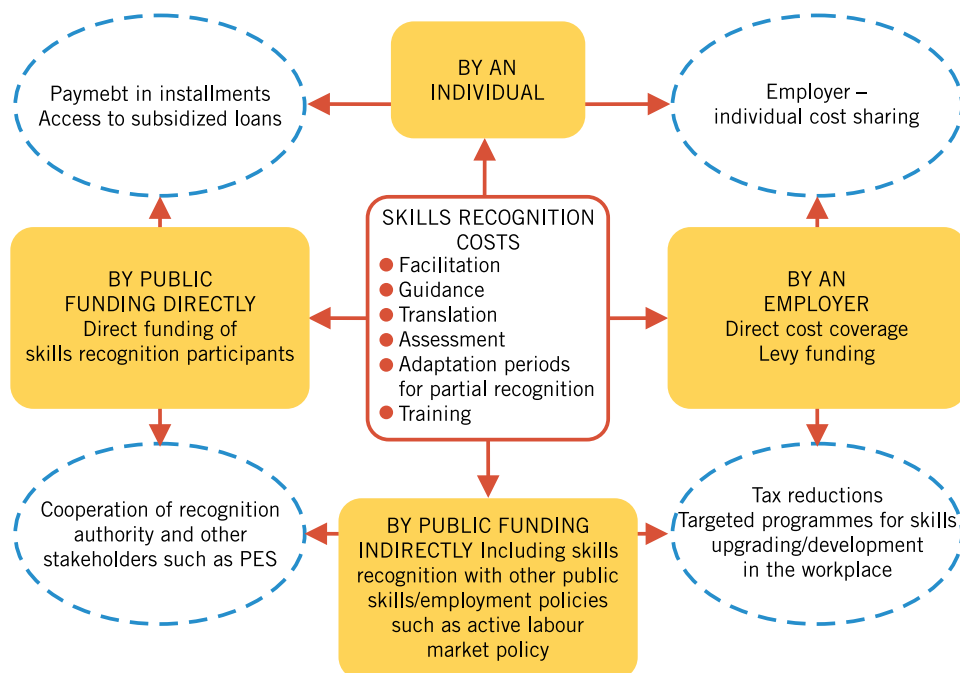 BY AN
INDIVIDUAL
Paymebt in installments
Access to subsidized loans
Employer –
individual cost sharing
SKILLS RECOGNITION
COSTS
Facilitation
Guidance
Translation
Assessment
Adaptation periods
for partial recognition
Training
BY PUBLIC
FUNDING DIRECTLY
Direct funding of
skills recognition participants
BY AN
EMPLOYER
Direct cost coverage
Levy funding
Cooperation of recognition
authority and other
stakeholders such as PES
BY PUBLIC FUNDING
INDIRECTLY Including skills
recognition with other public
skills/employment policies
such as active labour
market policy
Tax reductions
Targeted programmes for skills
upgrading/development
in the workplace